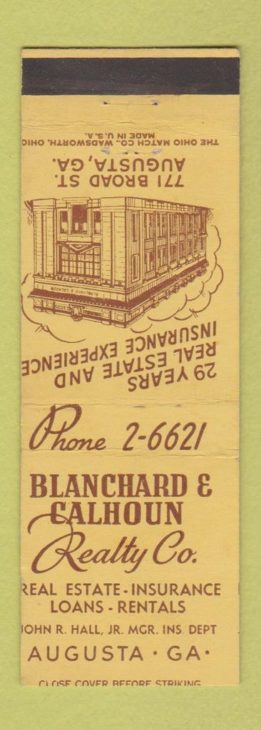 THE OHIO MATCH CO., WADSWORTH, OHIO
MADE IN U.S.A.
771 BROAD ST.
AUGUSTA, GA.
29 YEARS
REAL ESTATE AND
INSURANCE EXPERIENCE
Phone 2-6621
BLANCHARD &
CALHOUN
Realty Co.
REAL ESTATE - INSURANCE
LOANS - RENTALS
JOHN R. HALL, JR. MGR. INS. DEPT
AUGUSTA · GA·
CLOSE COVER BEFORE STRIKING